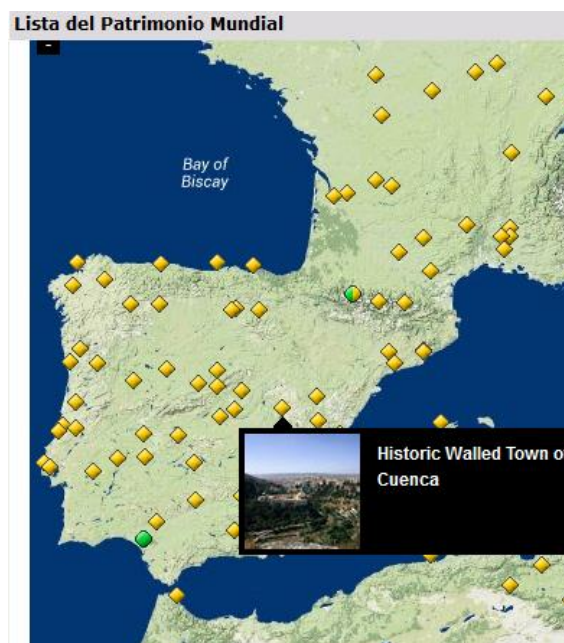 Lista del Patrimonio Mundial
-
Bay of
Biscay
Historic Walled Town o
Cuenca